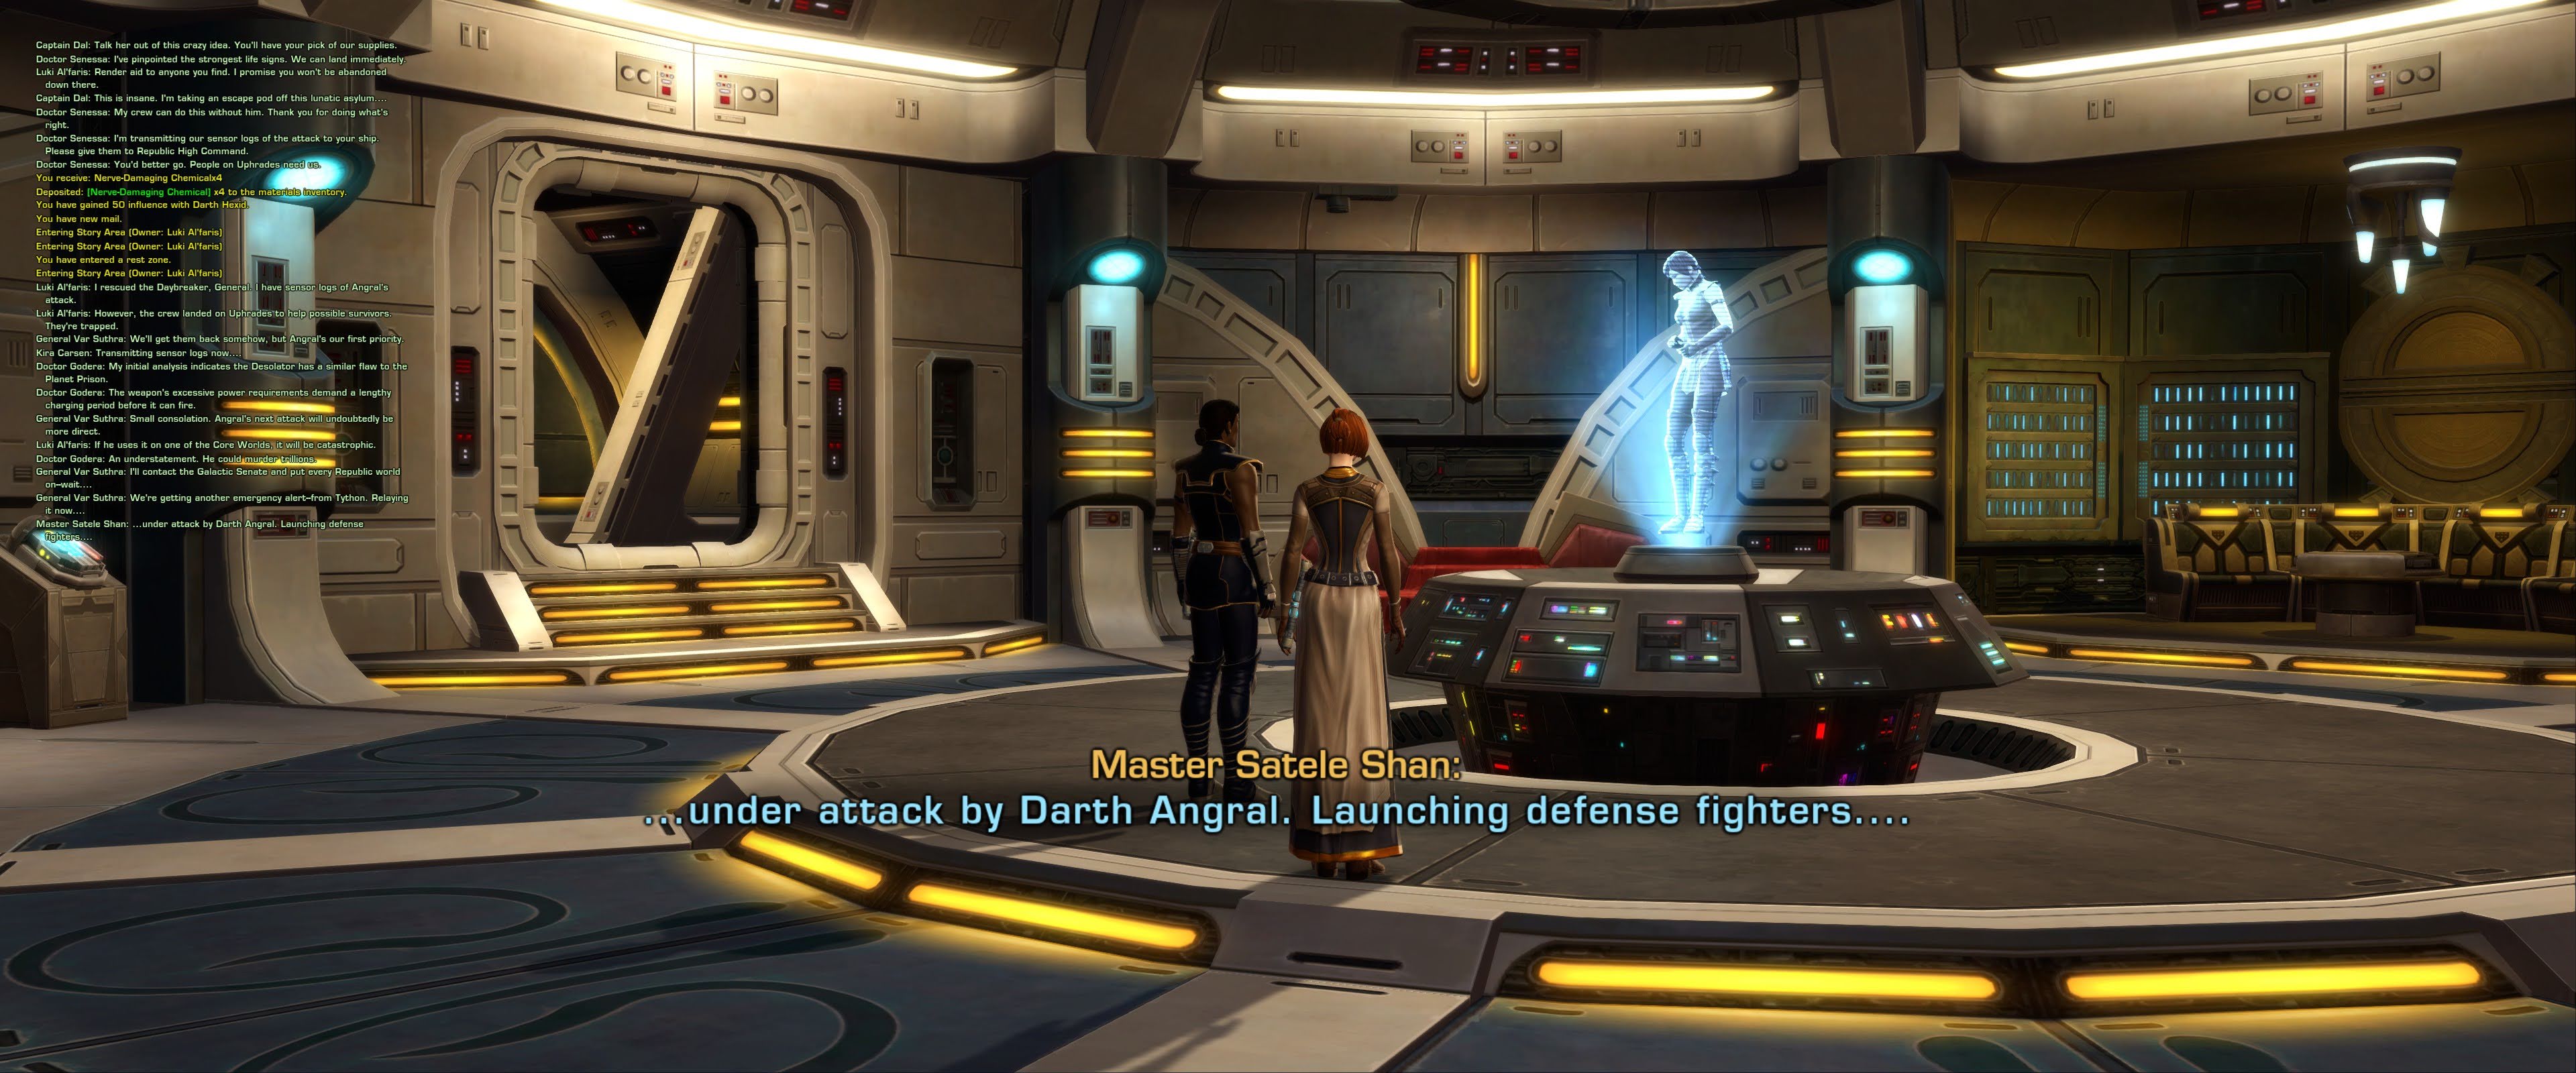 Captain Dal: Talk her out of this crazy idea. You'll have your pick of our supplies.
Doctor Senessa: I've pinpointed the strongest life signs. We can land immediately.
Luki Al'faris: Render aid to anyone you find. I promise you won't be abandoned
down there.
Captain Dal: This is insane. I'm taking an escape pod off this lunatic asylum....
Doctor Senessa: My crew can do this without him. Thank you for doing what's
right.
Doctor Senessa: I'm transmitting our sensor logs of the attack to your ship.
Please give them to Republic High Command.
Doctor Senessa: You'd better go. People on Uphrades need us.
You receive: Nerve-Damaging Chemicalx4
Deposited: [Nerve-Damaging Chemical] x4 to the materials inventory.
You have gained 50 influence with Darth Hexid.
You have new mail.
Entering Story Area (Owner: Luki Al'faris)
Entering Story Area (Owner: Luki Al'faris)
You have entered a rest zone.
Entering Story Area (Owner: Luki Al'faris)
Luki Al'faris: I rescued the Daybreaker, General. I have sensor logs of Angral's
attack.
Luki Al'faris: However, the crew landed on Uphrades to help possible survivors.
They're trapped.
General Var Suthra: We'll get them back somehow, but Angral's our first priority.
Kira Carsen: Transmitting sensor logs now....
Doctor Godera: My initial analysis indicates the Desolator has a similar flaw to the
Planet Prison.
Doctor Godera: The weapon's excessive power requirements demand a lengthy
charging period before it can fire.
General Var Suthra: Small consolation. Angral's next attack will undoubtedly be
more direct.
Luki Al'faris: If he uses it on one of the Core Worlds, it will be catastrophic.
Doctor Godera: An understatement. He could murder trillions.
General Var Suthra: I'll contact the Galactic Senate and put every Republic world
on–wait....
General Var Suthra: We're getting another emergency alert–from Tython. Relaying
it now....
Master Satele Shan: ...under attack by Darth Angral. Launching defense
fighters....
Master Satele Shan:
...under attack by Darth Angral. Launching defense fighters....